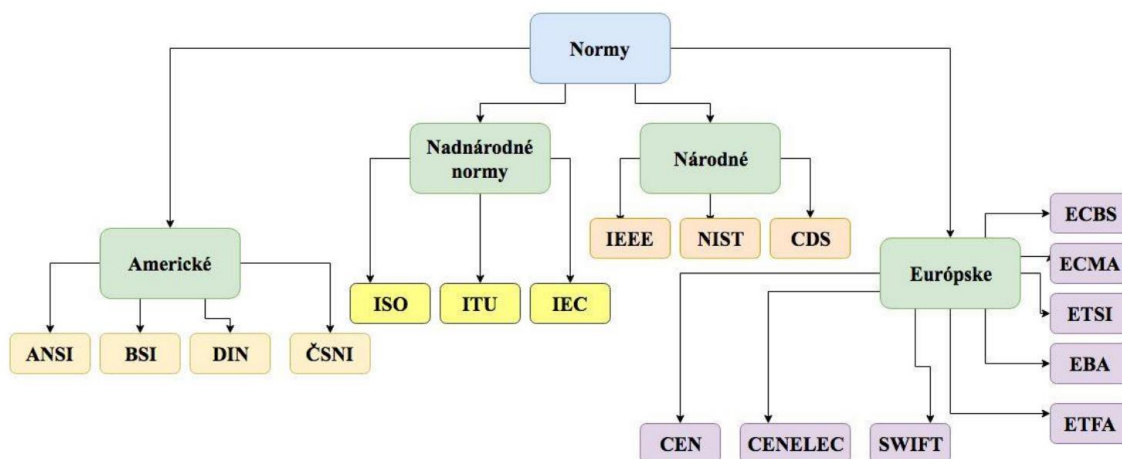 Normy
Nadnárodné
normy
Národné
IEEE
NIST
CDS
ECBS
Americké
Európske
ECMA
ISO
ITU
IEC
ETSI
ANSI
BSI
DIN
ČSNI
EBA
ETFA
CEN
CENELEC
SWIFT